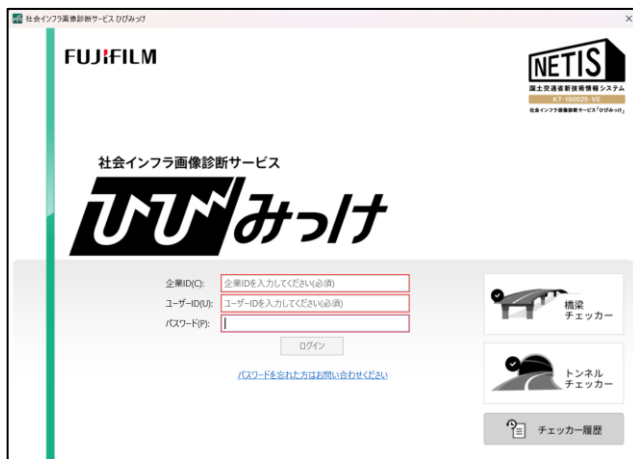 社会インフラ画像診断サービス ひびみっけ
FUJIFILM
NETIS
国土交通省新技術情報システム
KT-190025-VE
社会インフラ画像診断サービス「ひびみっけ」
社会インフラ画像診断サービス
ひびみっけ
企業ID(C): 企業IDを入力してください(必須)
ユーザーID(U): ユーザーIDを入力してください(必須)
パスワード(P):
ログイン
パスワードを忘れた方はお問い合わせください
橋梁
チェッカー
トンネル
チェッカー
チェッカー履歴